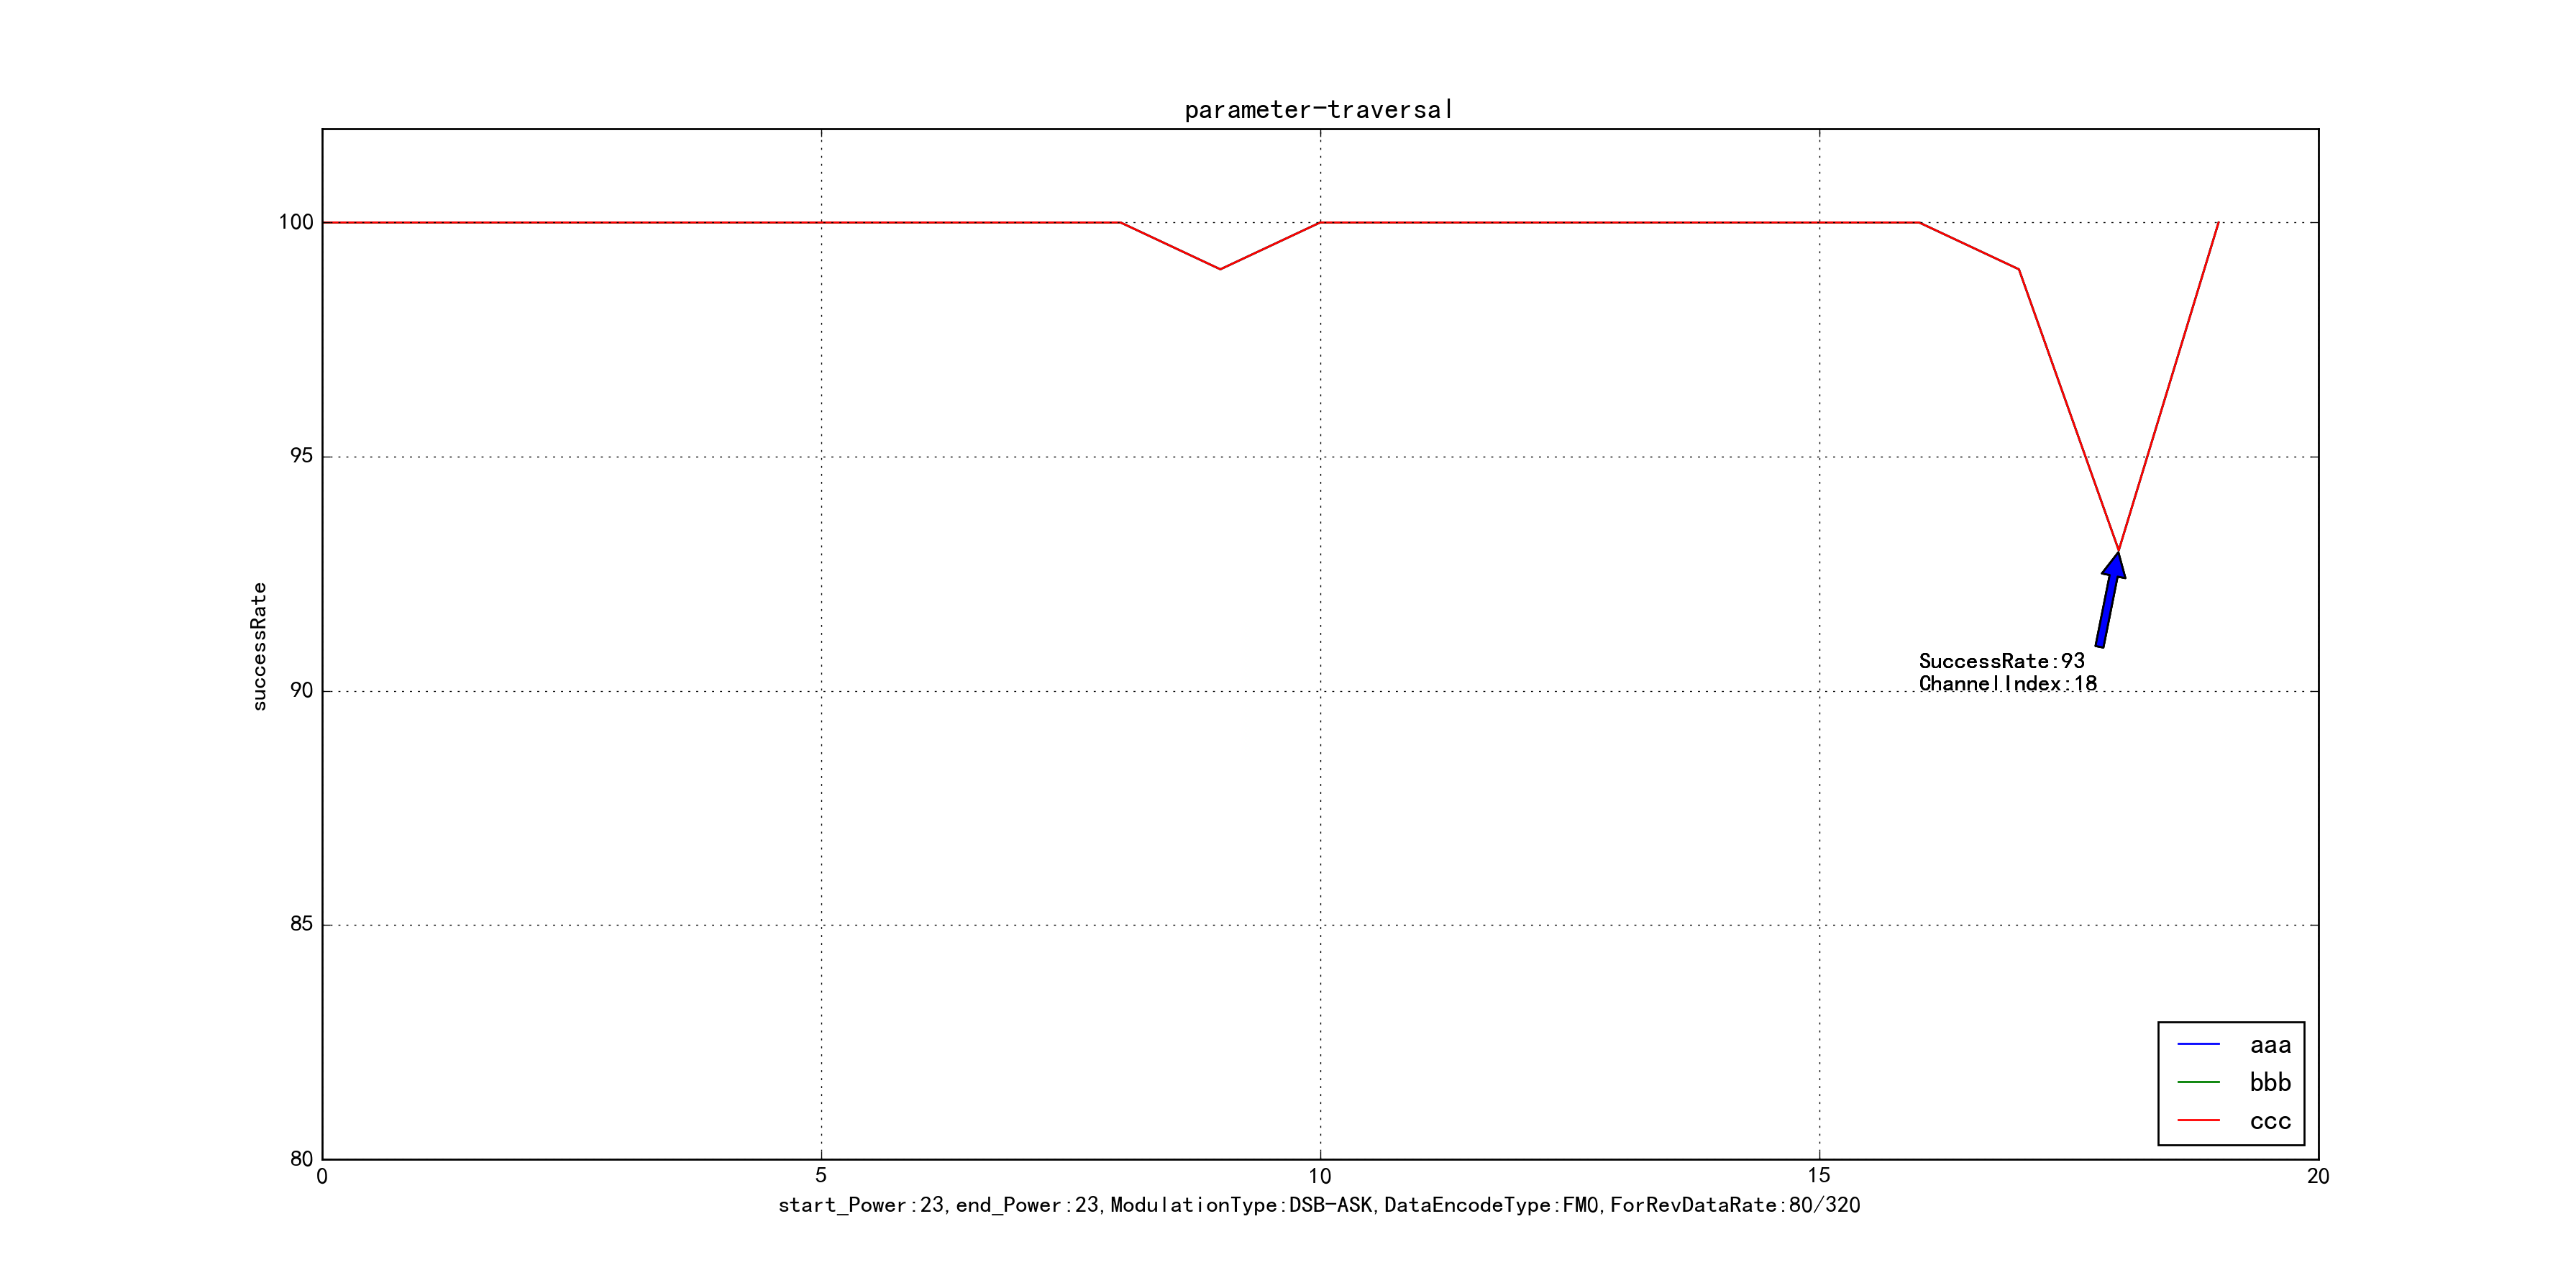 parameter-traversal
100
95
90
85
80
successRate
SuccessRate:93
ChannelIndex:18
aaa
bbb
ccc
0 5 10 15 20
start_Power:23,end_Power:23,ModulationType:DSB-ASK,DataEncodeType:FM0,ForRevDataRate:80/320